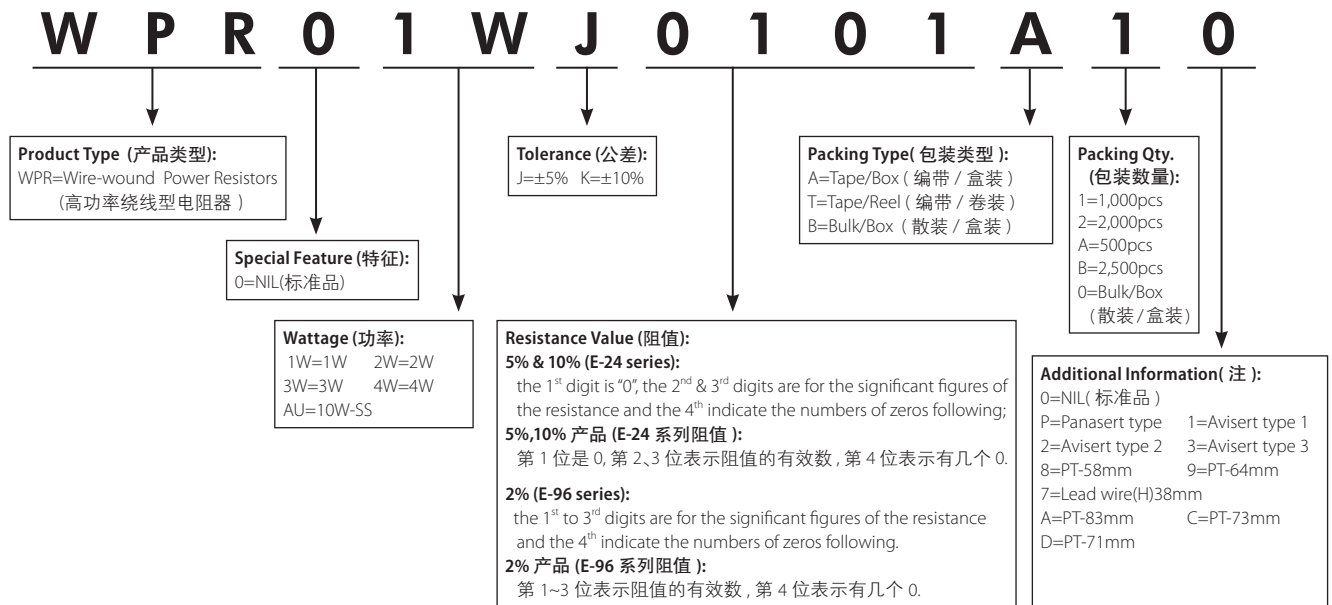 WPR01WJ0101A10
Product Type (产品类型):
WPR=Wire-wound Power Resistors
(高功率绕线型电阻器)
Special Feature (特征):
0=NIL(标准品)
Wattage (功率):
1W=1W 2W=2W
3W=3W 4W=4W
AU=10W-SS
Tolerance (公差):
J=±5% K=±10%
Resistance Value (阻值):
5% & 10% (E-24 series):
the 1st digit is “0”, the 2nd & 3rd digits are for the significant figures of
the resistance and the 4th indicate the numbers of zeros following;
5%,10% 产品 (E-24 系列阻值):
第 1 位是 0, 第 2、3 位表示阻值的有效数, 第 4 位表示有几个 0.
2% (E-96 series):
the 1st to 3rd digits are for the significant figures of the resistance
and the 4th indicate the numbers of zeros following.
2% 产品 (E-96 系列阻值):
第 1~3 位表示阻值的有效数, 第 4 位表示有几个 0.
Packing Type( 包装类型 ):
A=Tape/Box ( 编带 / 盒装 )
T=Tape/Reel ( 编带 / 卷装 )
B=Bulk/Box ( 散装 / 盒装 )
Packing Qty.
(包装数量):
1=1,000pcs
2=2,000pcs
A=500pcs
B=2,500pcs
0=Bulk/Box
(散装/盒装)
Additional Information( 注 ):
0=NIL( 标准品 )
P=Panasert type 1=Avisert type 1
2=Avisert type 2 3=Avisert type 3
8=PT-58mm 9=PT-64mm
7=Lead wire(H)38mm
A=PT-83mm C=PT-73mm
D=PT-71mm